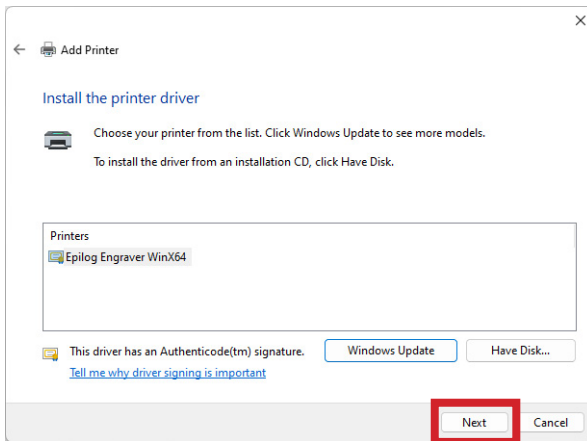 Add Printer
Install the printer driver
Choose your printer from the list. Click Windows Update to see more models.
To install the driver from an installation CD, click Have Disk.
Printers
Epilog Engraver WinX64
This driver has an Authenticode(tm) signature.
Windows Update
Have Disk...
Tell me why driver signing is important
Next
Cancel